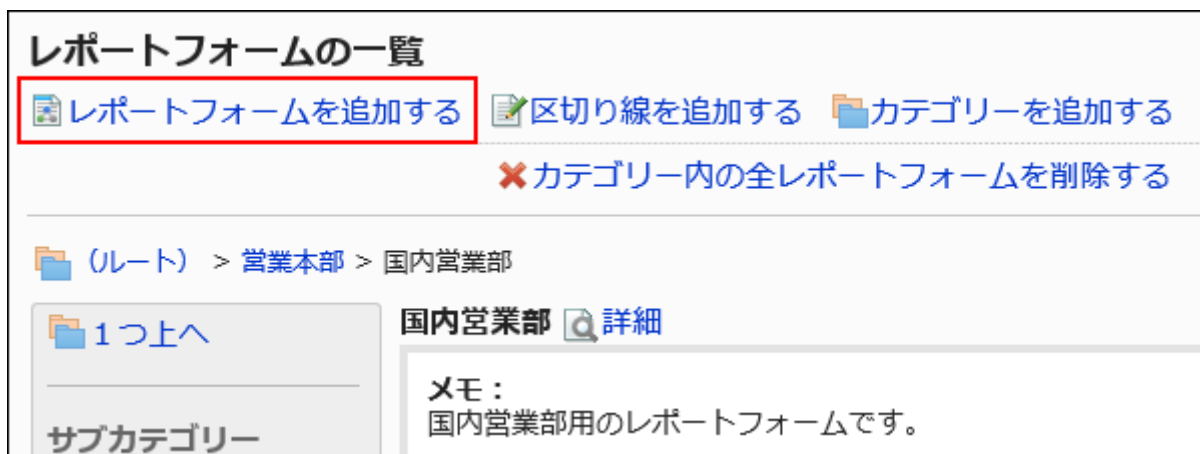 レポートフォームの一覧
レポートフォームを追加する 区切り線を追加する カテゴリーを追加する
カテゴリー内の全レポートフォームを削除する
（ルート） > 営業本部 > 国内営業部
1つ上へ
国内営業部 詳細
メモ：
国内営業部用のレポートフォームです。
サブカテゴリー